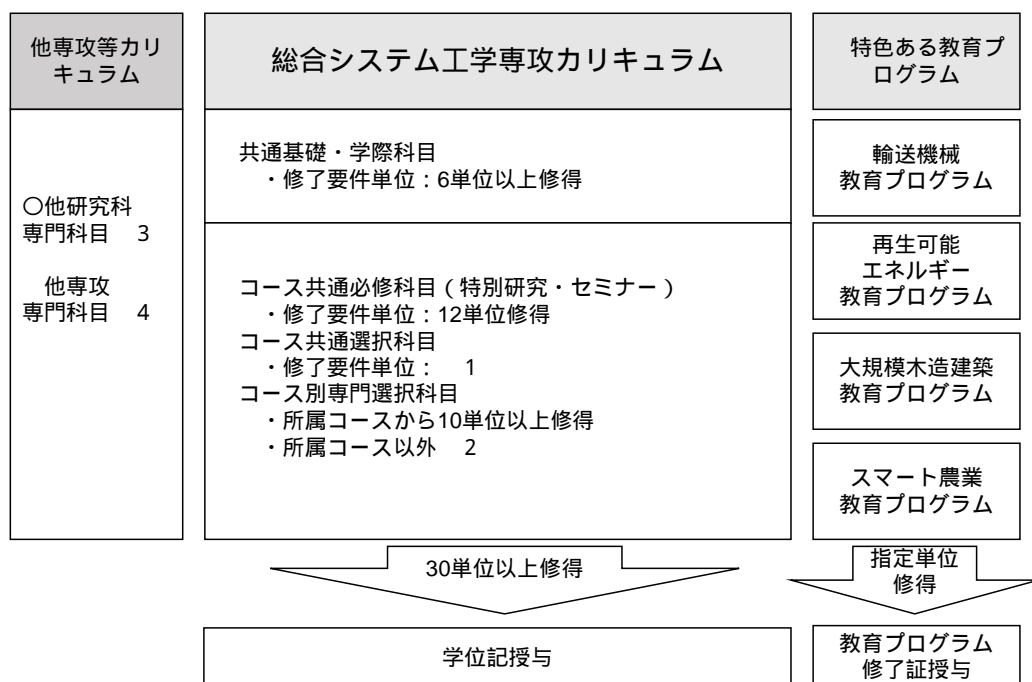 他専攻等カリ
キュラム
〇他研究科
専門科目　3
他専攻
専門科目　4
総合システム工学専攻カリキュラム
共通基礎・学際科目
・修了要件単位：6単位以上修得
コース共通必修科目（特別研究・セミナー）
・修了要件単位：12単位修得
コース共通選択科目
・修了要件単位：　1
コース別専門選択科目
・所属コースから10単位以上修得
・所属コース以外　2
30単位以上修得
学位記授与
特色ある教育プ
ログラム
輸送機械
教育プログラム
再生可能
エネルギー
教育プログラム
大規模木造建築
教育プログラム
スマート農業
教育プログラム
指定単位
修得
教育プログラム
修了証授与